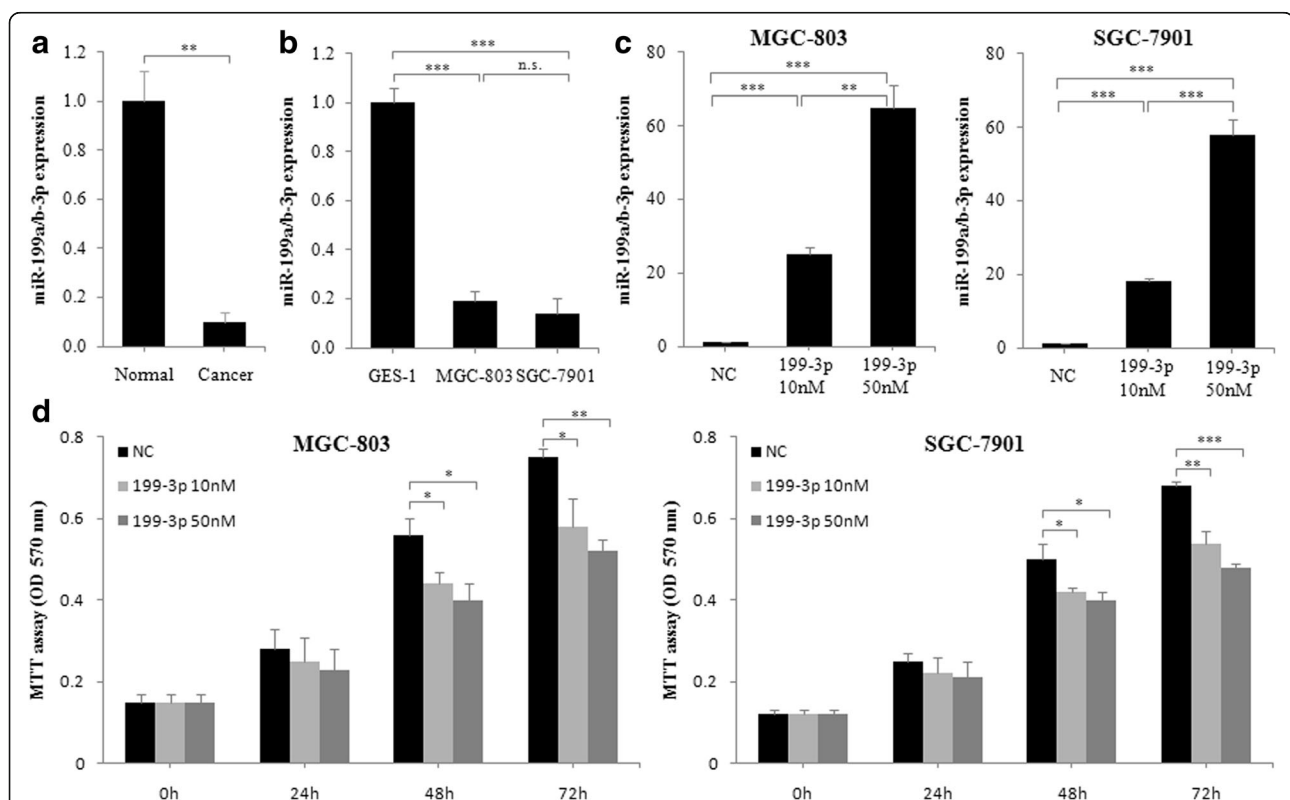 a
miR-199a/b-3p expression
1.2
1.0
0.8
0.6
0.4
0.2
0.0
**
Normal Cancer
b
miR-199a/b-3p expression
1.2
1.0
0.8
0.6
0.4
0.2
0.0
***
*** n.s.
GES-1 MGC-803 SGC-7901
c
MGC-803
miR-199a/b-3p expression
80
60
40
20
0
***
*** **
NC 199-3p 199-3p
10nM 50nM
SGC-7901
miR-199a/b-3p expression
80
60
40
20
0
***
*** ***
NC 199-3p 199-3p
10nM 50nM
d
MGC-803
MTT assay (OD 570 nm)
0.8
0.6
0.4
0.2
0
NC
199-3p 10nM
199-3p 50nM
*
*
**
*
0h 24h 48h 72h
SGC-7901
MTT assay (OD 570 nm)
0.8
0.6
0.4
0.2
0
NC
199-3p 10nM
199-3p 50nM
*
*
***
**
0h 24h 48h 72h